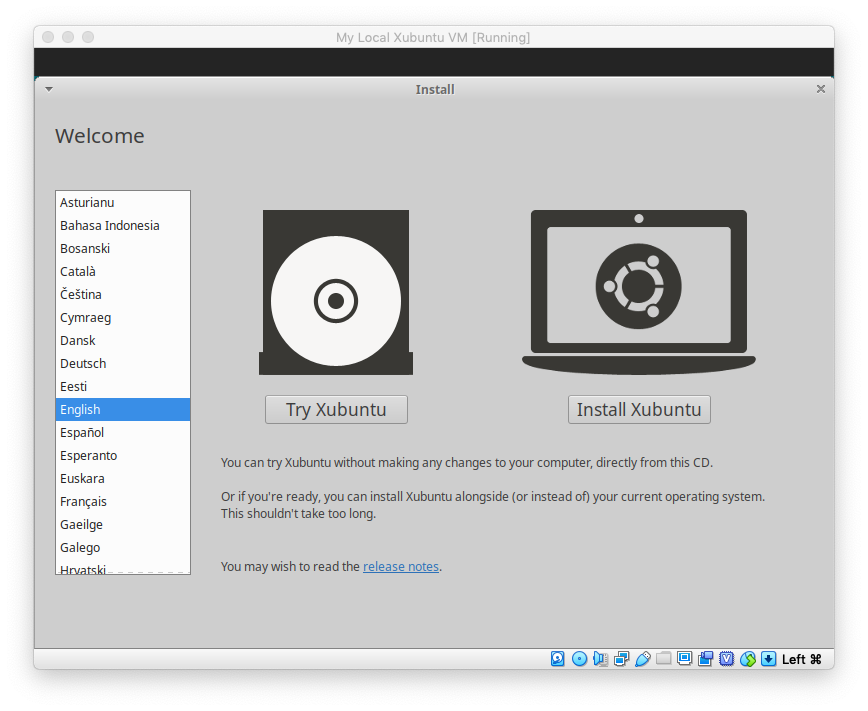 My Local Xubuntu VM [Running]
Install
Welcome
Asturianu
Bahasa Indonesia
Bosanski
Català
Čeština
Cymraeg
Dansk
Deutsch
Eesti
English
Español
Esperanto
Euskara
Français
Gaeilge
Galego
Hrvatski
Try Xubuntu
Install Xubuntu
You can try Xubuntu without making any changes to your computer, directly from this CD.
Or if you're ready, you can install Xubuntu alongside (or instead of) your current operating system.
This shouldn't take too long.
You may wish to read the release notes.
Left ⌘